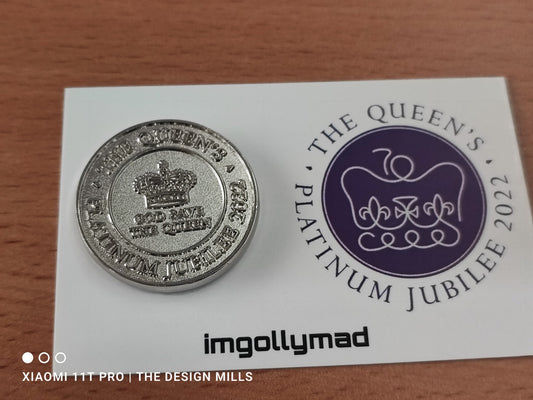 THE QUEEN'S
PLATINUM JUBILEE 2022
GOD SAVE
THE QUEEN
THE QUEEN'S
PLATINUM JUBILEE 2022
70
imgollymad
XIAOMI 11T PRO | THE DESIGN MILLS